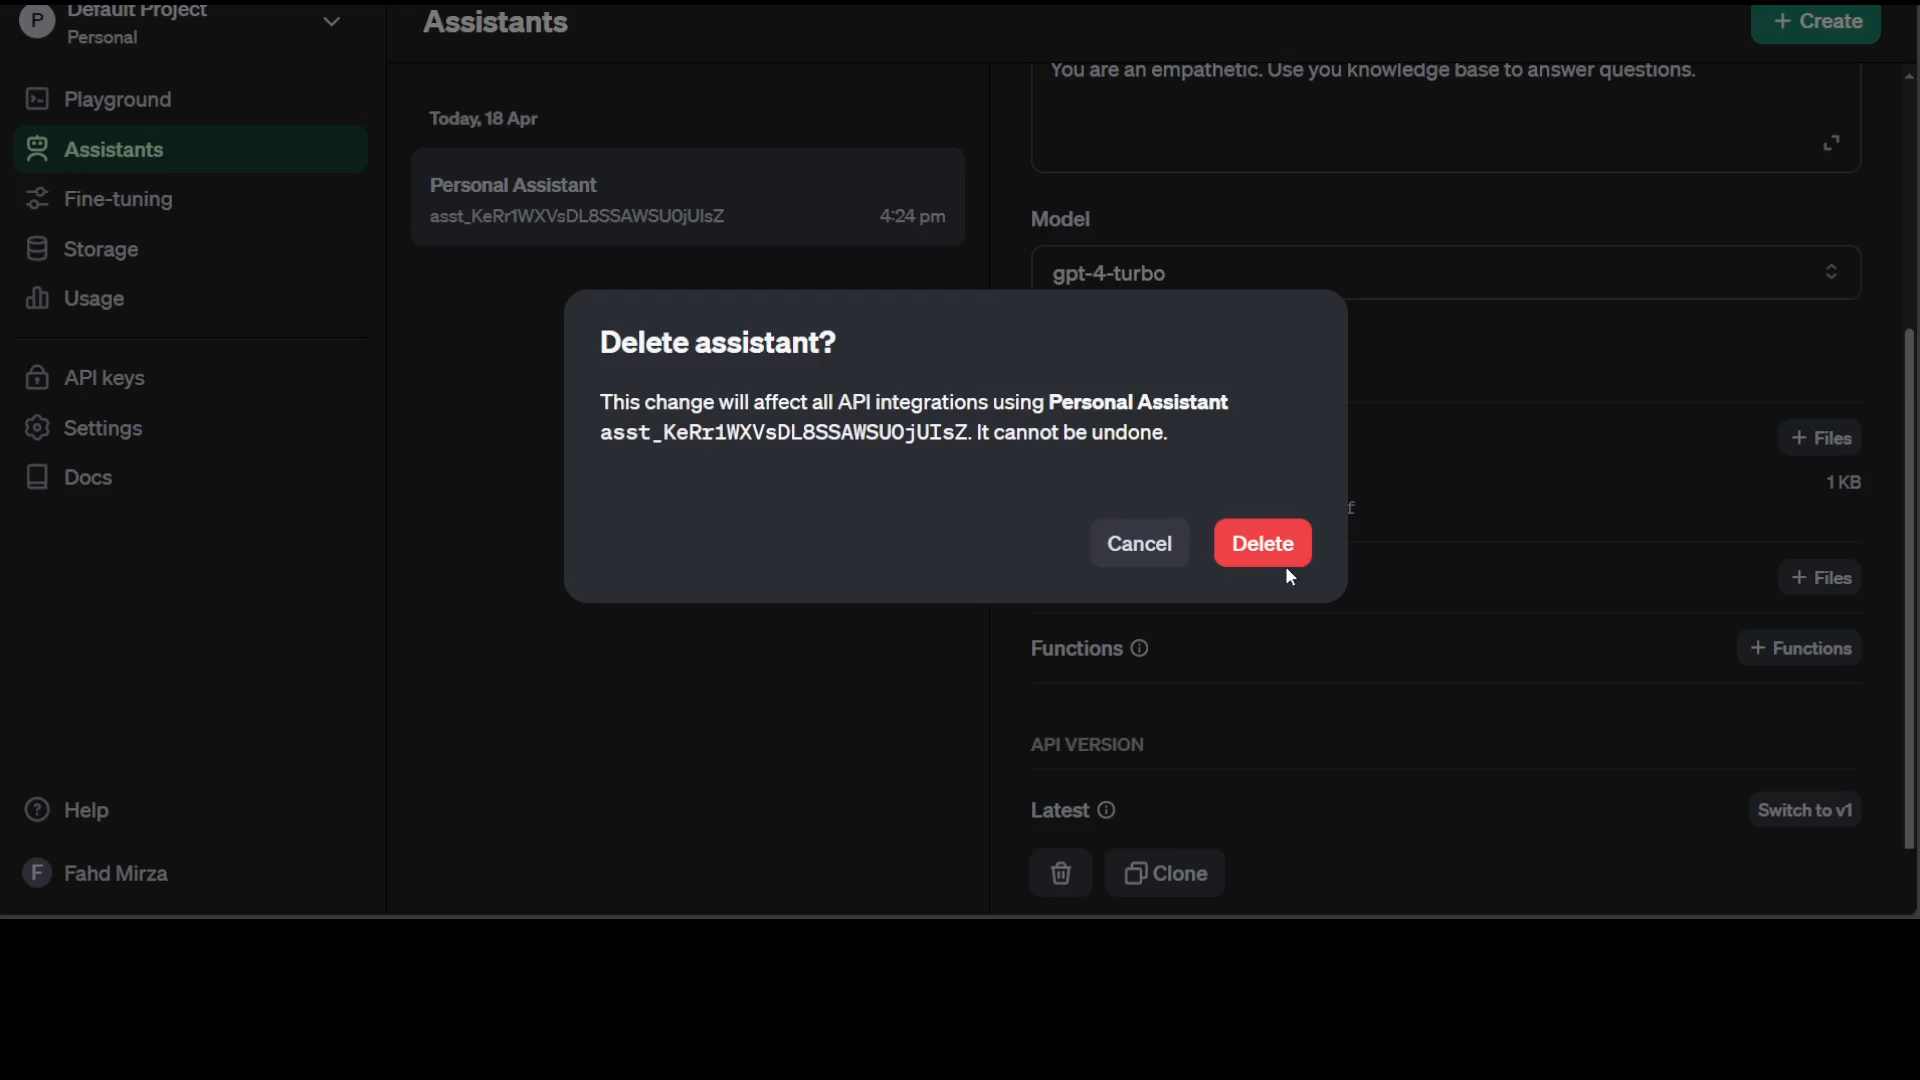 Default Project
Personal
P
Playground
Assistants
Fine-tuning
Storage
Usage
API keys
Settings
Docs
Help
F
Fahd Mirza
Assistants
+ Create
Today, 18 Apr
Personal Assistant
asst_KeRr1WXVsDL8SSAWSUOjUIsZ 4:24 pm
You are an empathetic. Use you knowledge base to answer questions.
Model
gpt-4-turbo
Delete assistant?
This change will affect all API integrations using Personal Assistant
asst_KeRr1WXVsDL8SSAWSUOjUIsZ. It cannot be undone.
Cancel
Delete
+ Files
1 KB
f
+ Files
Functions
+ Functions
API VERSION
Latest
Switch to v1
Clone